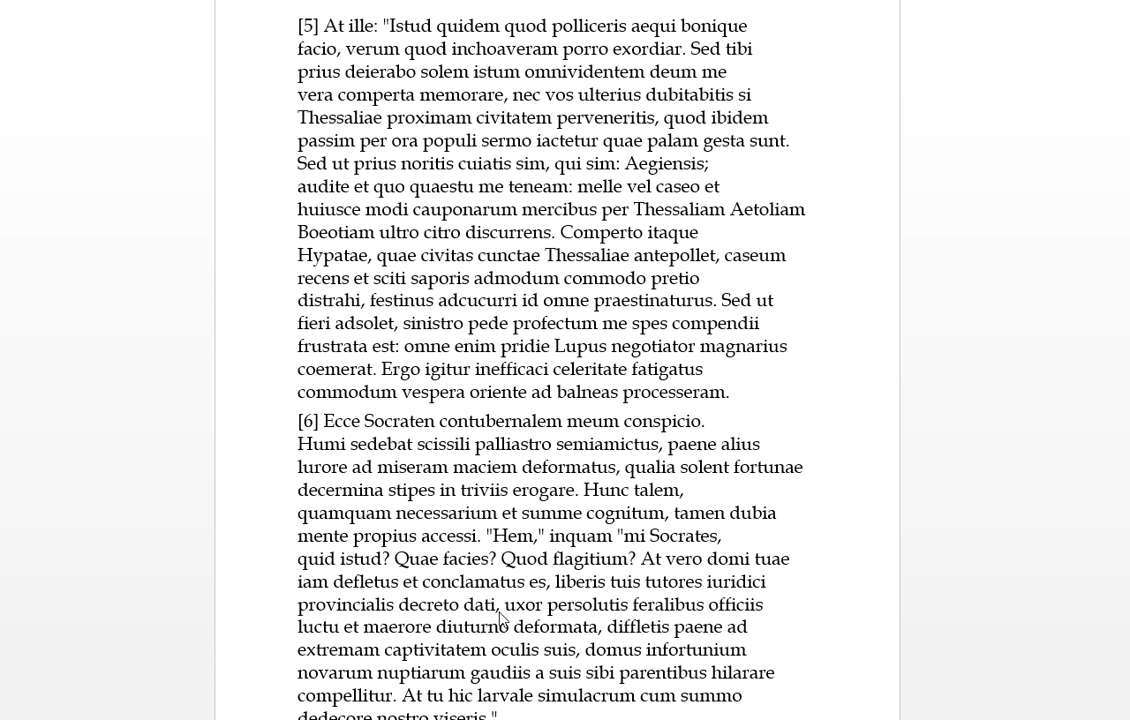 [5] At ille: "Istud quidem quod polliceris aequi bonique
facio, verum quod inchoaveram porro exordiar. Sed tibi
prius deierabo solem istum omnividentem deum me
vera comperta memorare, nec vos ulterius dubitabitis si
Thessaliae proximam civitatem perveneritis, quod ibidem
passim per ora populi sermo iactetur quae palam gesta sunt.
Sed ut prius noritis cuiatis sim, qui sim: Aegiensis;
audite et quo quaestu me teneam: melle vel caseo et
huiusce modi cauponarum mercibus per Thessaliam Aetoliam
Boeotiam ultro citro discurrens. Comperto itaque
Hypatae, quae civitas cunctae Thessaliae antepollet, caseum
recens et sciti saporis admodum commodo pretio
distrahi, festinus adcucurri id omne praestinaturus. Sed ut
fieri adsolet, sinistro pede profectum me spes compendii
frustrata est: omne enim pridie Lupus negotiator magnarius
coemerat. Ergo igitur inefficaci celeritate fatigatus
commodum vespera oriente ad balneas processeram.
[6] Ecce Socraten contubernalem meum conspicio.
Humi sedebat scissili palliastro semiamictus, paene alius
lurore ad miseram maciem deformatus, qualia solent fortunae
decermina stipes in triviis erogare. Hunc talem,
quamquam necessarium et summe cognitum, tamen dubia
mente propius accessi. "Hem," inquam "mi Socrates,
quid istud? Quae facies? Quod flagitium? At vero domi tuae
iam defletus et conclamatus es, liberis tuis tutores iuridici
provincialis decreto dati, uxor persolutis feralibus officiis
luctu et maerore diuturno deformata, diffletis paene ad
extremam captivitatem oculis suis, domus infortunium
novarum nuptiarum gaudiis a suis sibi parentibus hilarare
compellitur. At tu hic larvale simulacrum cum summo
dedecore nostro viseris."